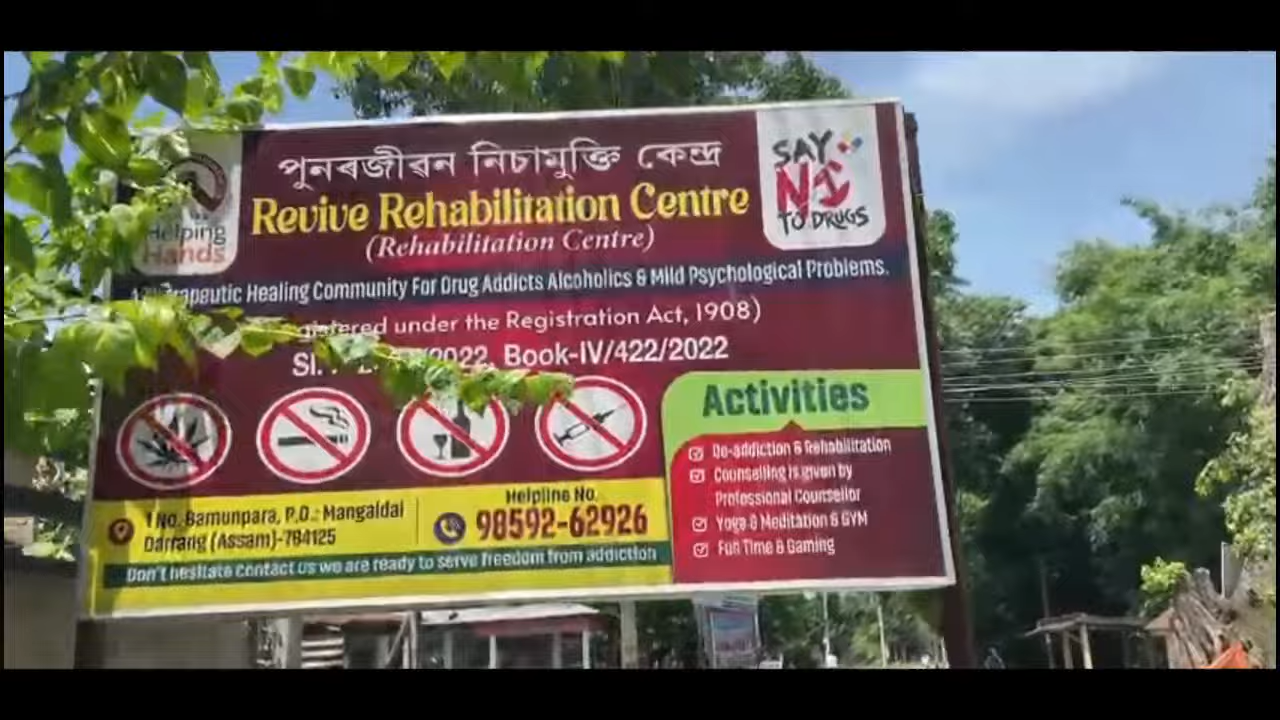 পুনৰজীৱন নিচামুক্তি কেন্দ্ৰ
Revive Rehabilitation Centre
(Rehabilitation Centre)
Helping
Hands
SAY
NO
TO DRUGS
Healing Community For Drug Addicts Alcoholics & Mild Psychological Problems.
under the Registration Act, 1908)
Book-IV/422/2022
Activities
De-addiction & Rehabilitation
Counselling is given by
Professional Counsellor
Yoga & Meditation & GYM
Fun Time & Gaming
1 No. Bamunpara, P.O.: Mangaldai
Darrang (Assam)-784125
Helpline No.
98592-62926
Don't hesitate contact us we are ready to serve freedom from addiction